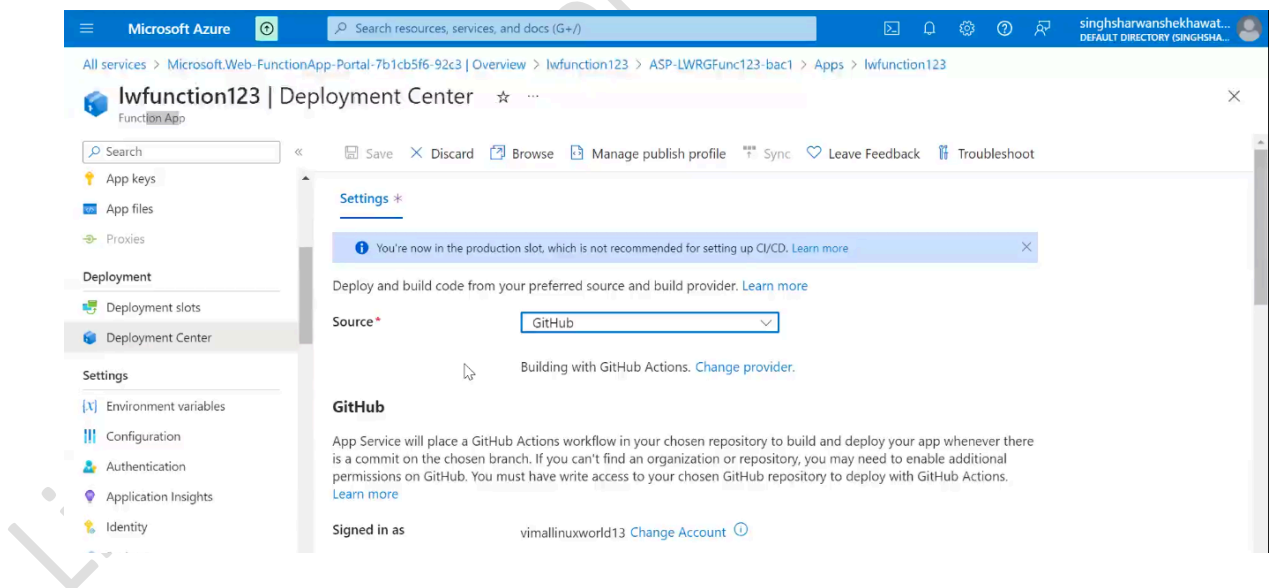 Microsoft Azure
Search resources, services, and docs (G+/)
singhsharwanshekhawat...
DEFAULT DIRECTORY (SINGHSHA...
All services > Microsoft.Web-FunctionApp-Portal-7b1cb5f6-92c3 | Overview > lwfunction123 > ASP-LWRGFunc123-bac1 > Apps > lwfunction123
lwfunction123 | Deployment Center
Function App
Search
Save Discard Browse Manage publish profile Sync Leave Feedback Troubleshoot
App keys
App files
Proxies
Deployment
Deployment slots
Deployment Center
Settings
Environment variables
Configuration
Authentication
Application Insights
Identity
Settings *
You're now in the production slot, which is not recommended for setting up CI/CD. Learn more
Deploy and build code from your preferred source and build provider. Learn more
Source* GitHub
Building with GitHub Actions. Change provider.
GitHub
App Service will place a GitHub Actions workflow in your chosen repository to build and deploy your app whenever there
is a commit on the chosen branch. If you can't find an organization or repository, you may need to enable additional
permissions on GitHub. You must have write access to your chosen GitHub repository to deploy with GitHub Actions.
Learn more
Signed in as vimallinuxworld13 Change Account